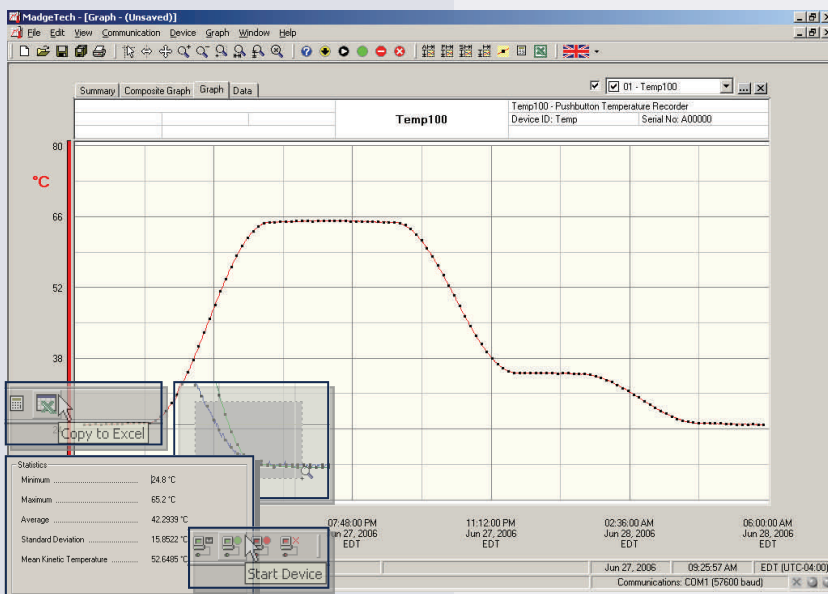 MadgeTech - [Graph - (Unsaved)]
File Edit View Communication Device Graph Window Help
Summary Composite Graph Graph Data
01 - Temp100
Temp100
Temp100 - Pushbutton Temperature Recorder
Device ID: Temp Serial No: A00000
80
°C
66
52
38
Copy to Excel
Statistics
Minimum 24.8 °C
Maximum 65.2 °C
Average 42.2939 °C
Standard Deviation 15.8522 °C
Mean Kinetic Temperature 52.6485 °C
Start Device
07:48:00 PM
Jun 27, 2006
EDT
11:12:00 PM
Jun 27, 2006
EDT
02:36:00 AM
Jun 28, 2006
EDT
06:00:00 AM
Jun 28, 2006
EDT
Jun 27, 2006 09:25:57 AM EDT (UTC-04:00)
Communications: COM1 (57600 baud)